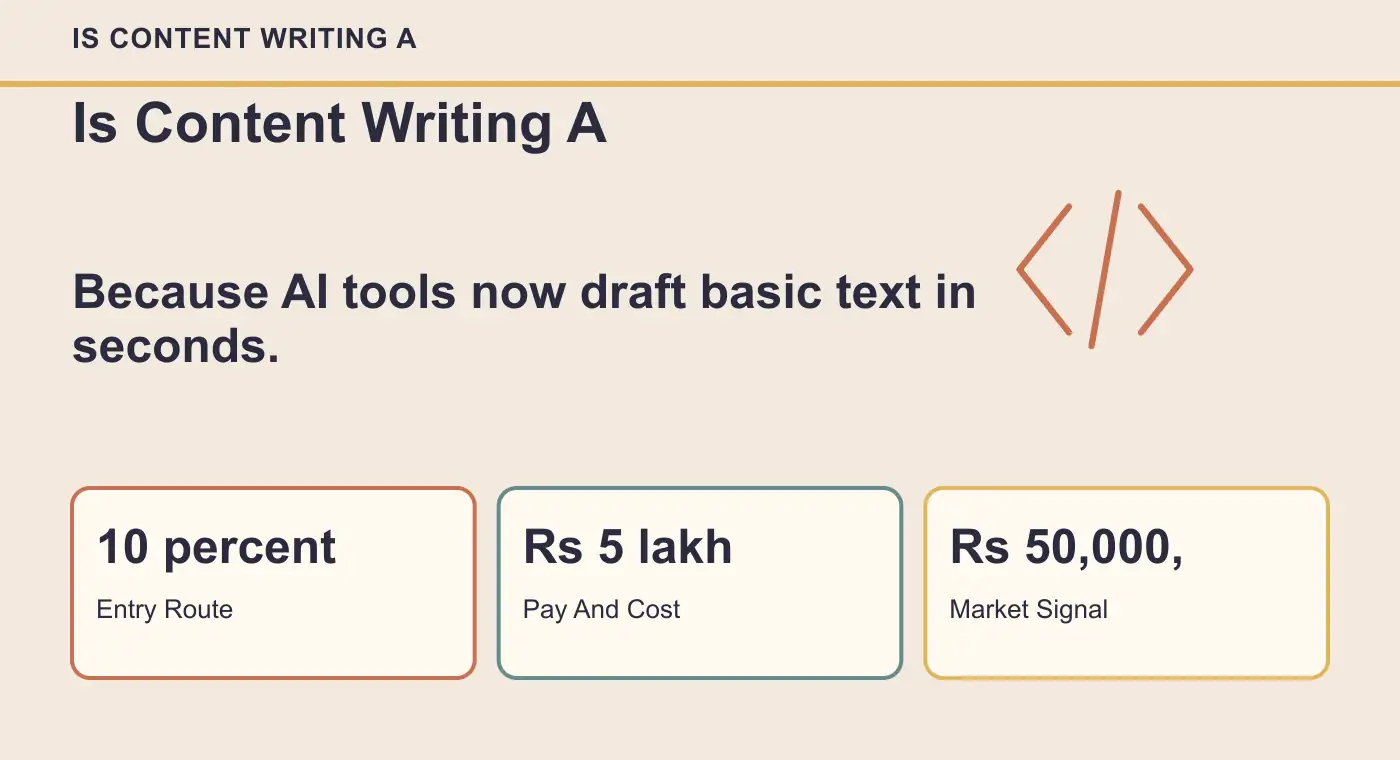 IS CONTENT WRITING A
Is Content Writing A
Because AI tools now draft basic text in
seconds.
10 percent
Entry Route
Rs 5 lakh
Pay And Cost
Rs 50,000,
Market Signal